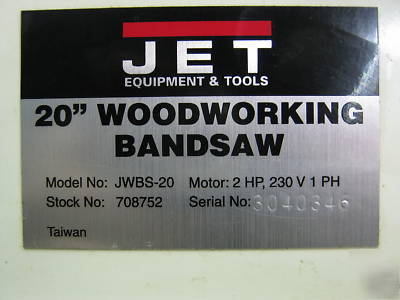 JET
EQUIPMENT & TOOLS
20” WOODWORKING
BANDSAW
Model No: JWBS-20 Motor: 2 HP, 230 V 1 PH
Stock No: 708752 Serial No: 3040346
Taiwan